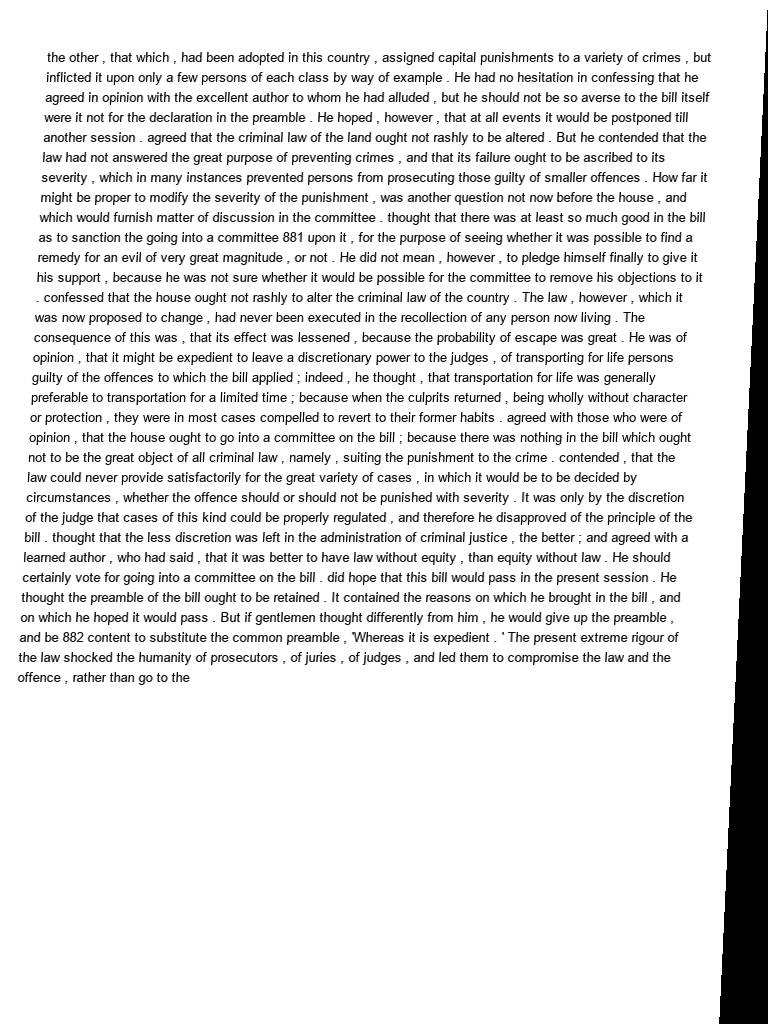 the other , that which , had been adopted in this country , assigned capital punishments to a variety of crimes , but
inflicted it upon only a few persons of each class by way of example . He had no hesitation in confessing that he
agreed in opinion with the excellent author to whom he had alluded , but he should not be so averse to the bill itself
were it not for the declaration in the preamble . He hoped , however , that at all events it would be postponed till
another session . agreed that the criminal law of the land ought not rashly to be altered . But he contended that the
law had not answered the great purpose of preventing crimes , and that its failure ought to be ascribed to its
severity , which in many instances prevented persons from prosecuting those guilty of smaller offences . How far it
might be proper to modify the severity of the punishment , was another question not now before the house , and
which would furnish matter of discussion in the committee . thought that there was at least so much good in the bill
as to sanction the going into a committee 881 upon it , for the purpose of seeing whether it was possible to find a
remedy for an evil of very great magnitude , or not . He did not mean , however , to pledge himself finally to give it
his support , because he was not sure whether it would be possible for the committee to remove his objections to it
. confessed that the house ought not rashly to alter the criminal law of the country . The law , however , which it
was now proposed to change , had never been executed in the recollection of any person now living . The
consequence of this was , that its effect was lessened , because the probability of escape was great . He was of
opinion , that it might be expedient to leave a discretionary power to the judges , of transporting for life persons
guilty of the offences to which the bill applied ; indeed , he thought , that transportation for life was generally
preferable to transportation for a limited time ; because when the culprits returned , being wholly without character
or protection , they were in most cases compelled to revert to their former habits . agreed with those who were of
opinion , that the house ought to go into a committee on the bill ; because there was nothing in the bill which ought
not to be the great object of all criminal law , namely , suiting the punishment to the crime . contended , that the
law could never provide satisfactorily for the great variety of cases , in which it would be to be decided by
circumstances , whether the offence should or should not be punished with severity . It was only by the discretion
of the judge that cases of this kind could be properly regulated , and therefore he disapproved of the principle of the
bill . thought that the less discretion was left in the administration of criminal justice , the better ; and agreed with a
learned author , who had said , that it was better to have law without equity , than equity without law . He should
certainly vote for going into a committee on the bill . did hope that this bill would pass in the present session . He
thought the preamble of the bill ought to be retained . It contained the reasons on which he brought in the bill , and
on which he hoped it would pass . But if gentlemen thought differently from him , he would give up the preamble ,
and be 882 content to substitute the common preamble , 'Whereas it is expedient . ' The present extreme rigour of
the law shocked the humanity of prosecutors , of juries , of judges , and led them to compromise the law and the
offence , rather than go to the